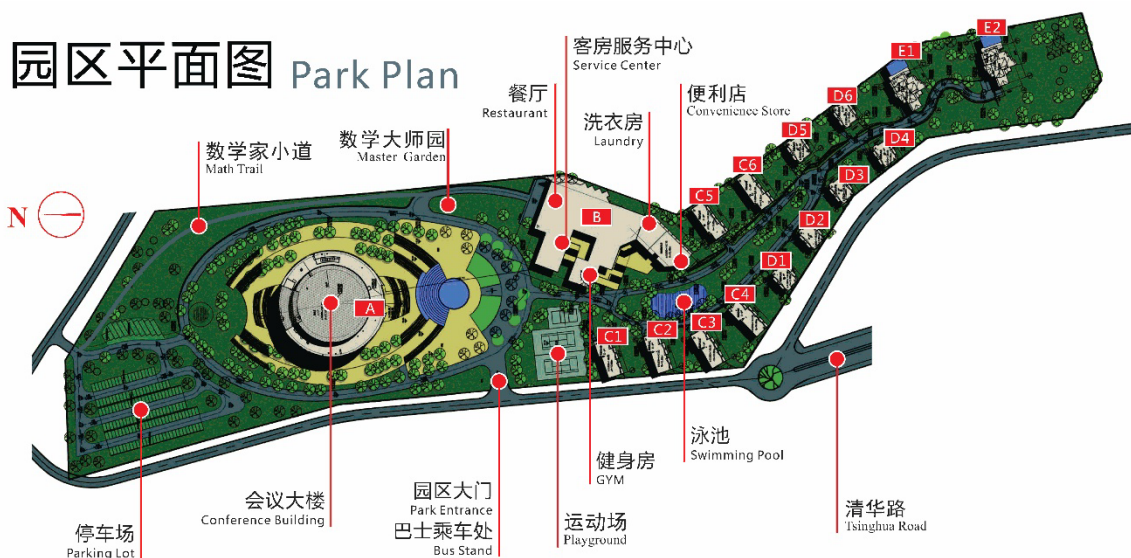 园区平面图 Park Plan
客房服务中心
Service Center
餐厅
Restaurant
洗衣房
Laundry
便利店
Convenience Store
数学家小道
Math Trail
数学大师园
Master Garden
N
E1
E2
D6
D5
D4
C6
D3
C5
B
D2
D1
A
C4
C1
C2
C3
会议大楼
Conference Building
园区大门
Park Entrance
巴士乘车处
Bus Stand
停车场
Parking Lot
运动场
Playground
健身房
GYM
泳池
Swimming Pool
清华路
Tsinghua Road